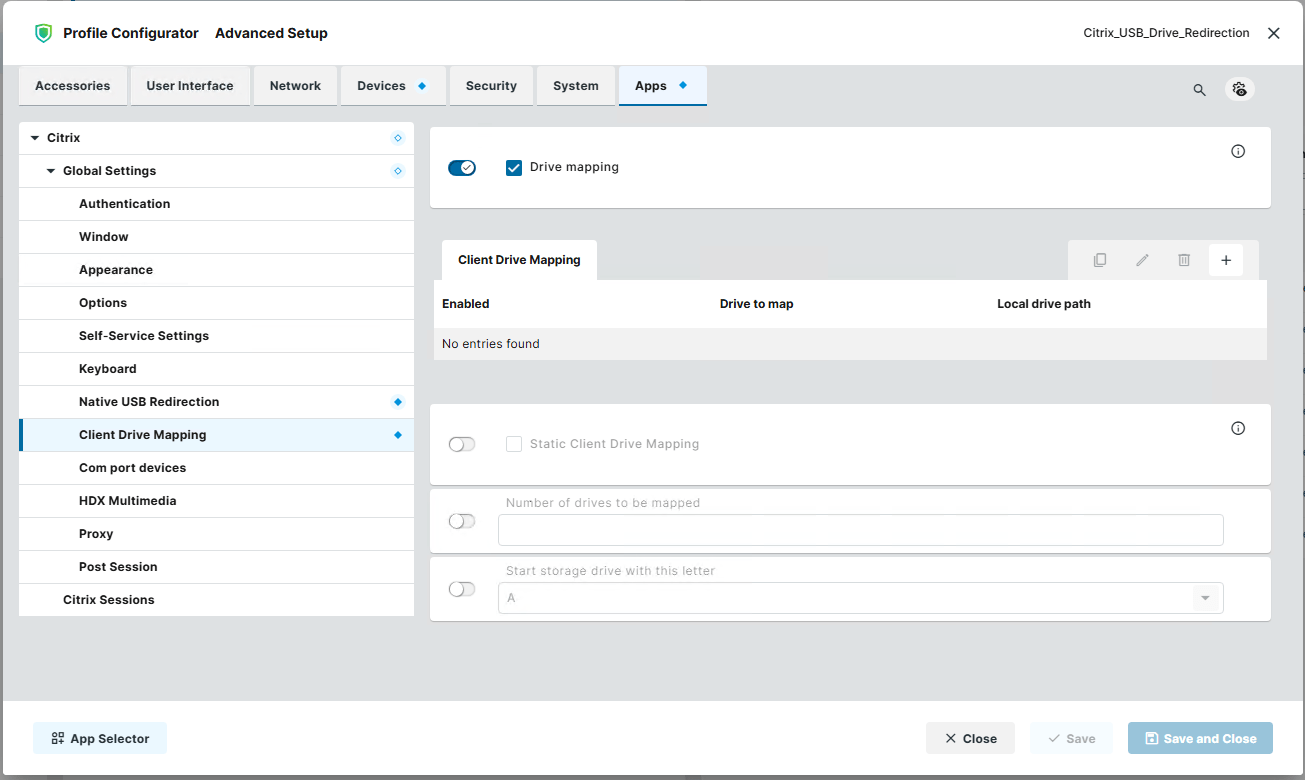 Profile Configurator Advanced Setup
Citrix_USB_Drive_Redirection
Accessories User Interface Network Devices Security System Apps
Citrix
Global Settings
Authentication
Window
Appearance
Options
Self-Service Settings
Keyboard
Native USB Redirection
Client Drive Mapping
Com port devices
HDX Multimedia
Proxy
Post Session
Citrix Sessions
Drive mapping
Client Drive Mapping
Enabled Drive to map Local drive path
No entries found
Static Client Drive Mapping
Number of drives to be mapped
Start storage drive with this letter
A
App Selector
Close Save Save and Close